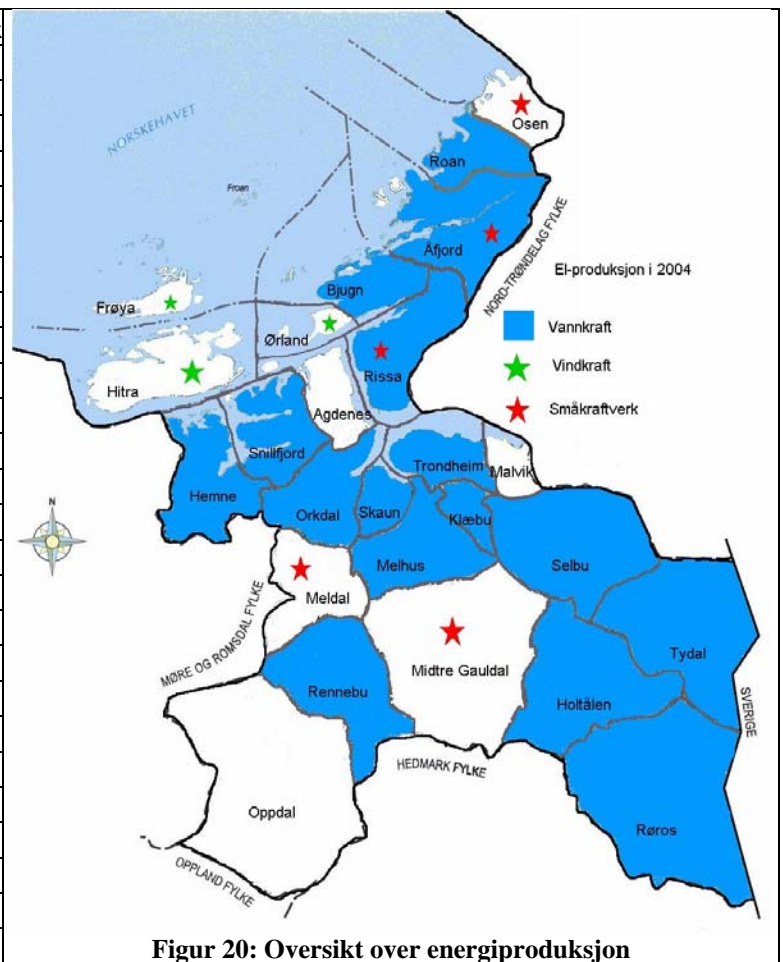 NORSKEHAVET
Osen
Roan
Froan
NORD-TRØNDELAG FYLKE
Åfjord
El-produksjon i 2004
Bjugn
Frøya
Ørland
Vannkraft
Vindkraft
Rissa
Hitra
Agdenes
Småkraftverk
Snillfjord
Trondheim
Malvik
Hemne
Orkdal
Skaun
Klæbu
N
Melhus
Selbu
Meldal
MØRE OG ROMSDAL FYLKE
Tydal
Midtre Gauldal
Rennebu
Holtålen
SVERIGE
HEDMARK FYLKE
Oppdal
Røros
OPPLAND FYLKE
Figur 20: Oversikt over energiproduksjon